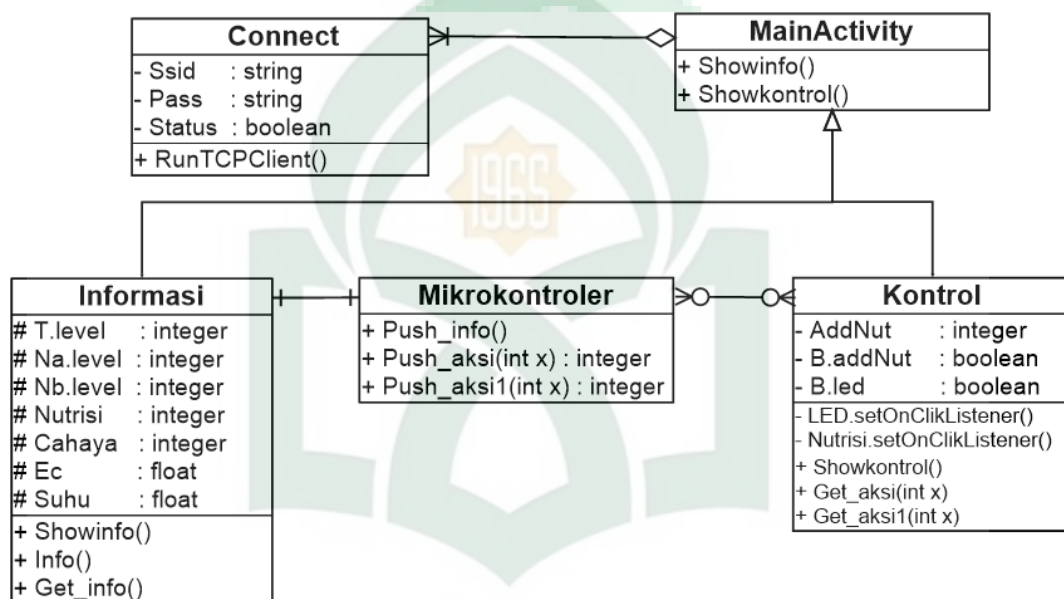 Connect
- Ssid : string
- Pass : string
- Status : boolean
+ RunTCPClient()
MainActivity
+ Showinfo()
+ Showkontrol()
1965
Informasi
# T.level : integer
# Na.level : integer
# Nb.level : integer
# Nutrisi : integer
# Cahaya : integer
# Ec : float
# Suhu : float
+ Showinfo()
+ Info()
+ Get_info()
Mikrokontroler
+ Push_info()
+ Push_aksi(int x) : integer
+ Push_aksi1(int x) : integer
Kontrol
- AddNut : integer
- B.addNut : boolean
- B.led : boolean
- LED.setOnClikListener()
- Nutrisi.setOnClikListener()
+ Showkontrol()
+ Get_aksi(int x)
+ Get_aksi1(int x)